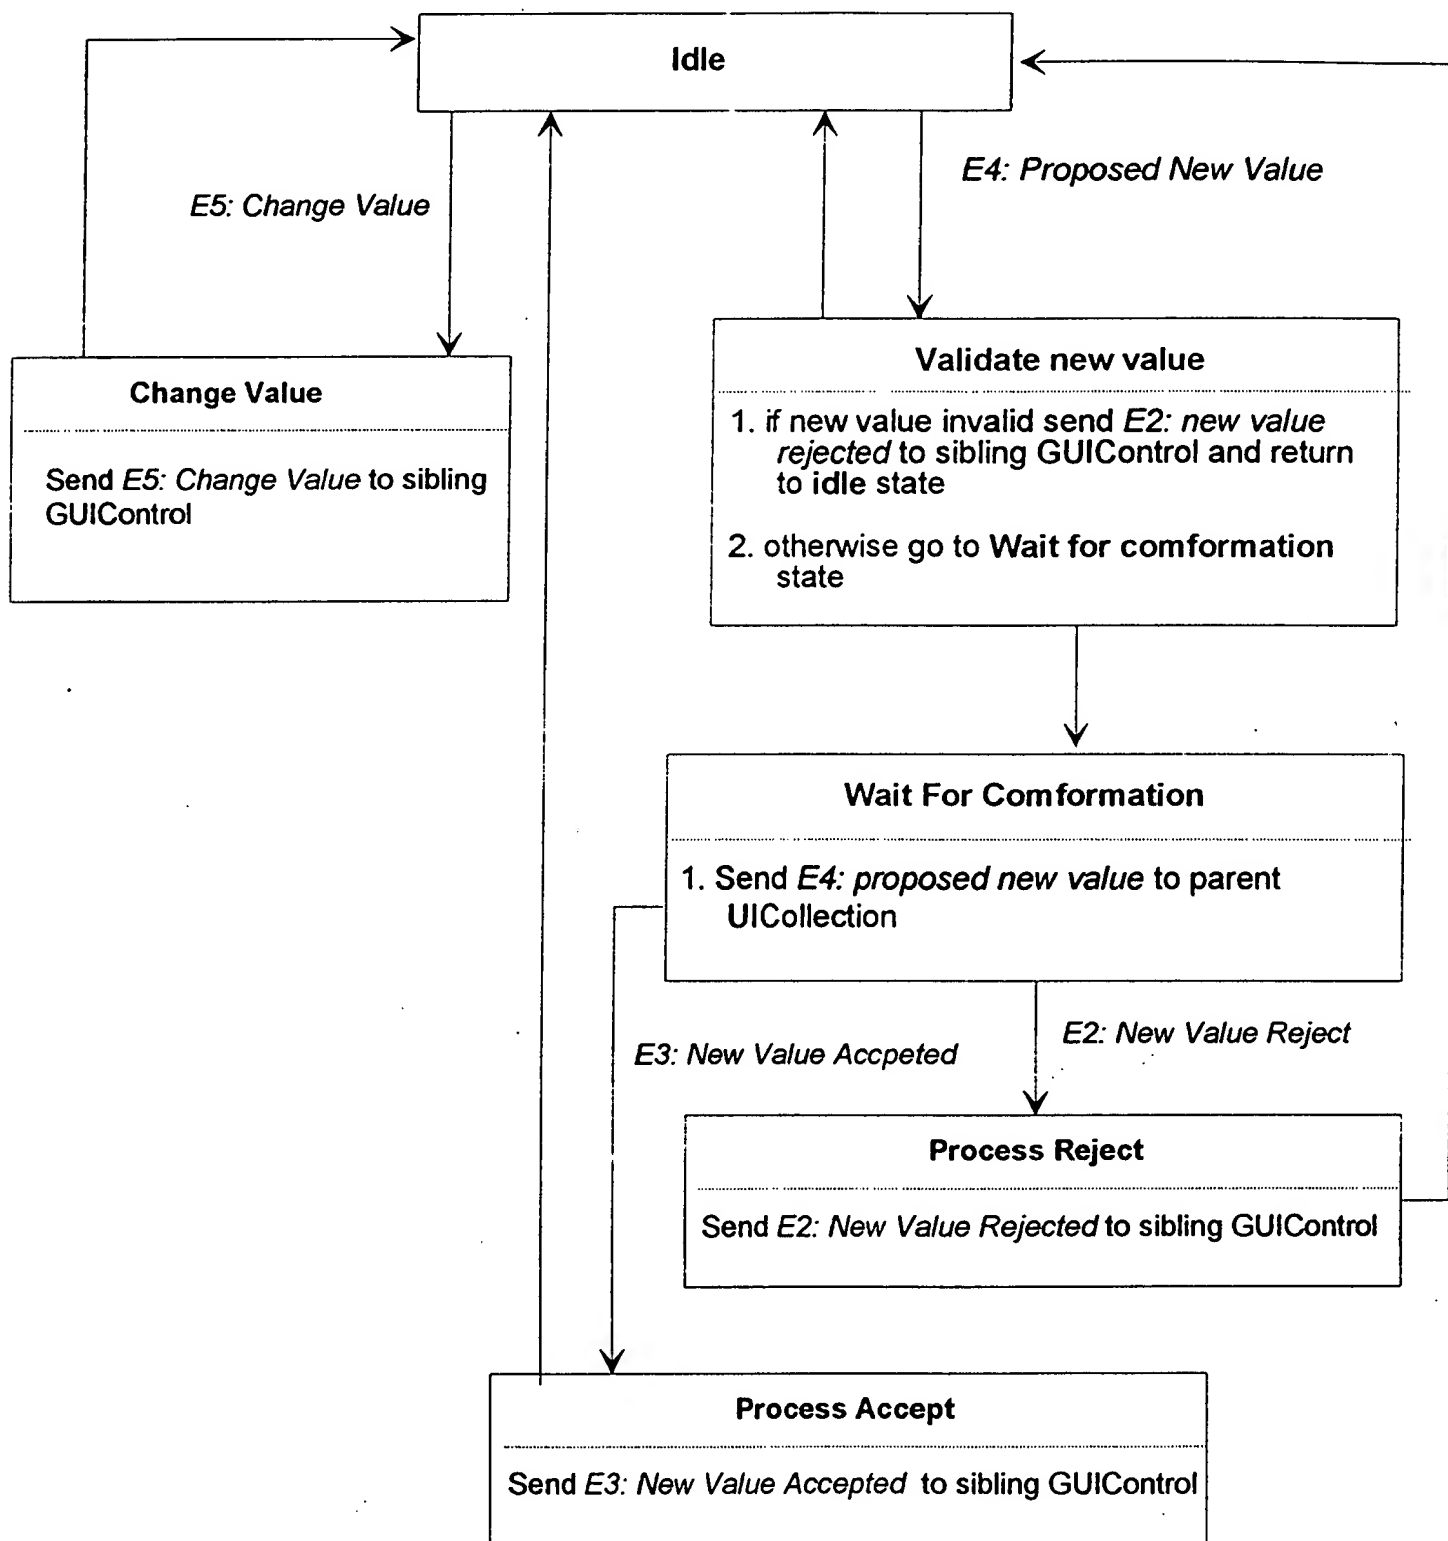 Idle
E4: Proposed New Value
E5: Change Value
Validate new value
1. if new value invalid send E2: new value
rejected to sibling GUIControl and return
to idle state
2. otherwise go to Wait for comformation
state
Change Value
Send E5: Change Value to sibling
GUIControl
Wait For Comformation
1. Send E4: proposed new value to parent
UICollection
E3: New Value Accpeted
E2: New Value Reject
Process Reject
Send E2: New Value Rejected to sibling GUIControl
Process Accept
Send E3: New Value Accepted to sibling GUIControl